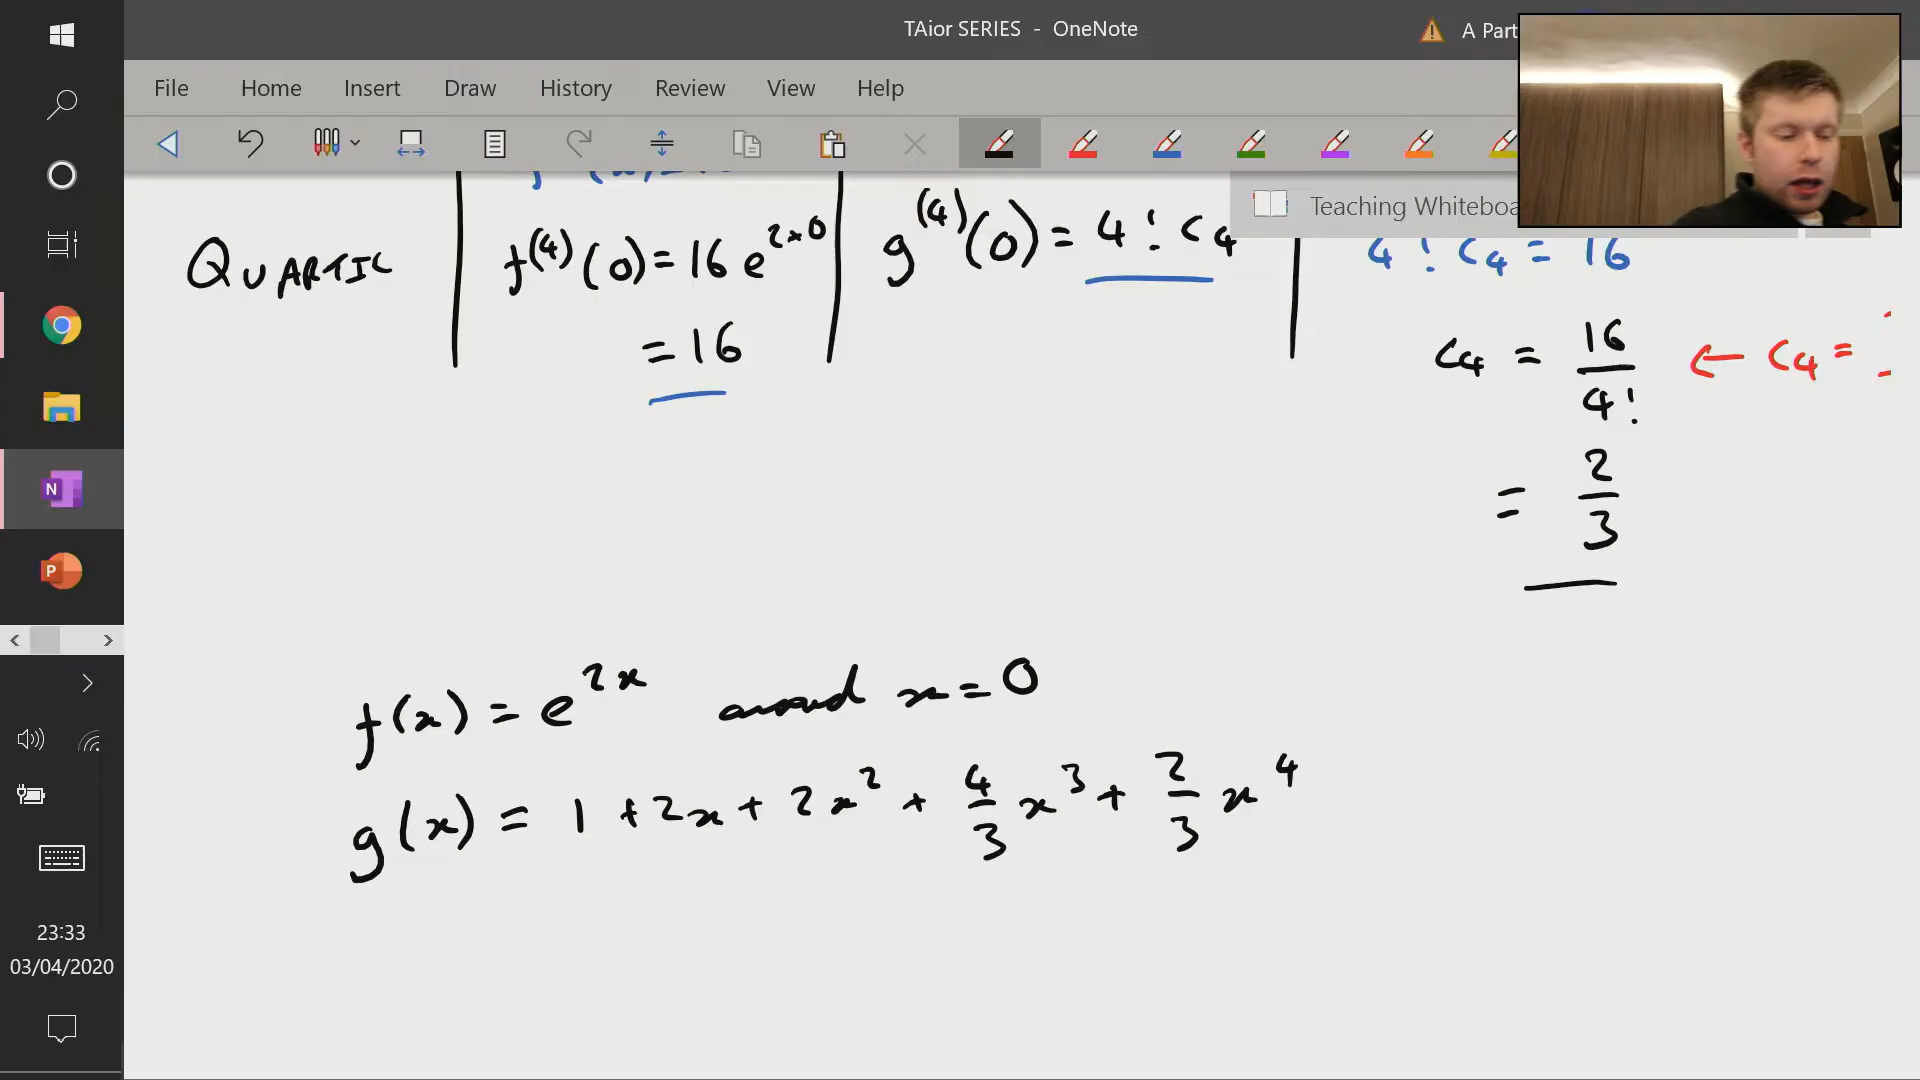 TAior SERIES - OneNote
A Part
File Home Insert Draw History Review View Help
Teaching Whiteboa
QUARTIC
f⁽⁴⁾(0) = 16 e^(2×0)
= 16
g⁽⁴⁾(0) = 4! C₄
4! C₄ = 16
C₄ = 16/4! ← C₄ =
= 2/3
f(x) = e^(2x) around x = 0
g(x) = 1 + 2x + 2x² + 4/3 x³ + 2/3 x⁴
N
P
23:33
03/04/2020